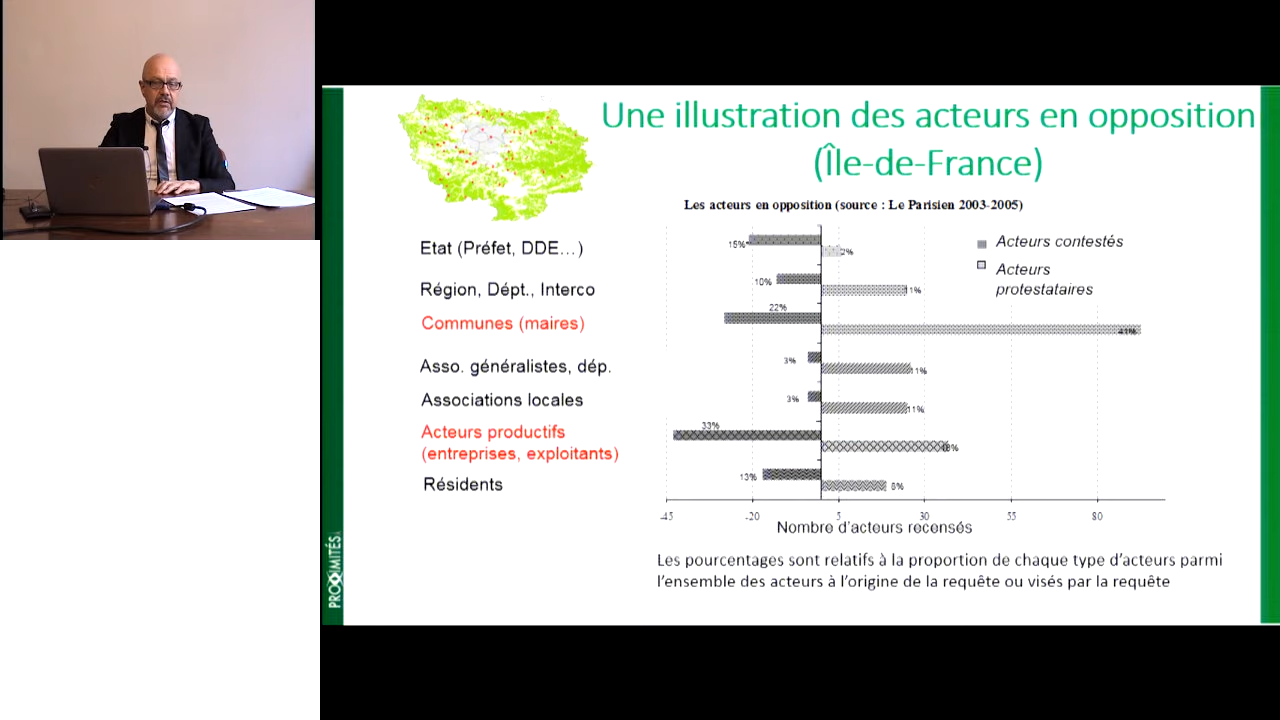 Une illustration des acteurs en opposition
(Île-de-France)
Les acteurs en opposition (source : Le Parisien 2003-2005)
Etat (Préfet, DDE…)
Région, Dépt., Interco
Communes (maires)
Asso. généralistes, dép.
Associations locales
Acteurs productifs
(entreprises, exploitants)
Résidents
Acteurs contestés
Acteurs
protestataires
15%
2%
10%
11%
22%
41%
3%
11%
3%
11%
33%
13%
8%
-45 -20 5 30 55 80
Nombre d'acteurs recensés
Les pourcentages sont relatifs à la proportion de chaque type d'acteurs parmi
l'ensemble des acteurs à l'origine de la requête ou visés par la requête
PROXIMITÉS